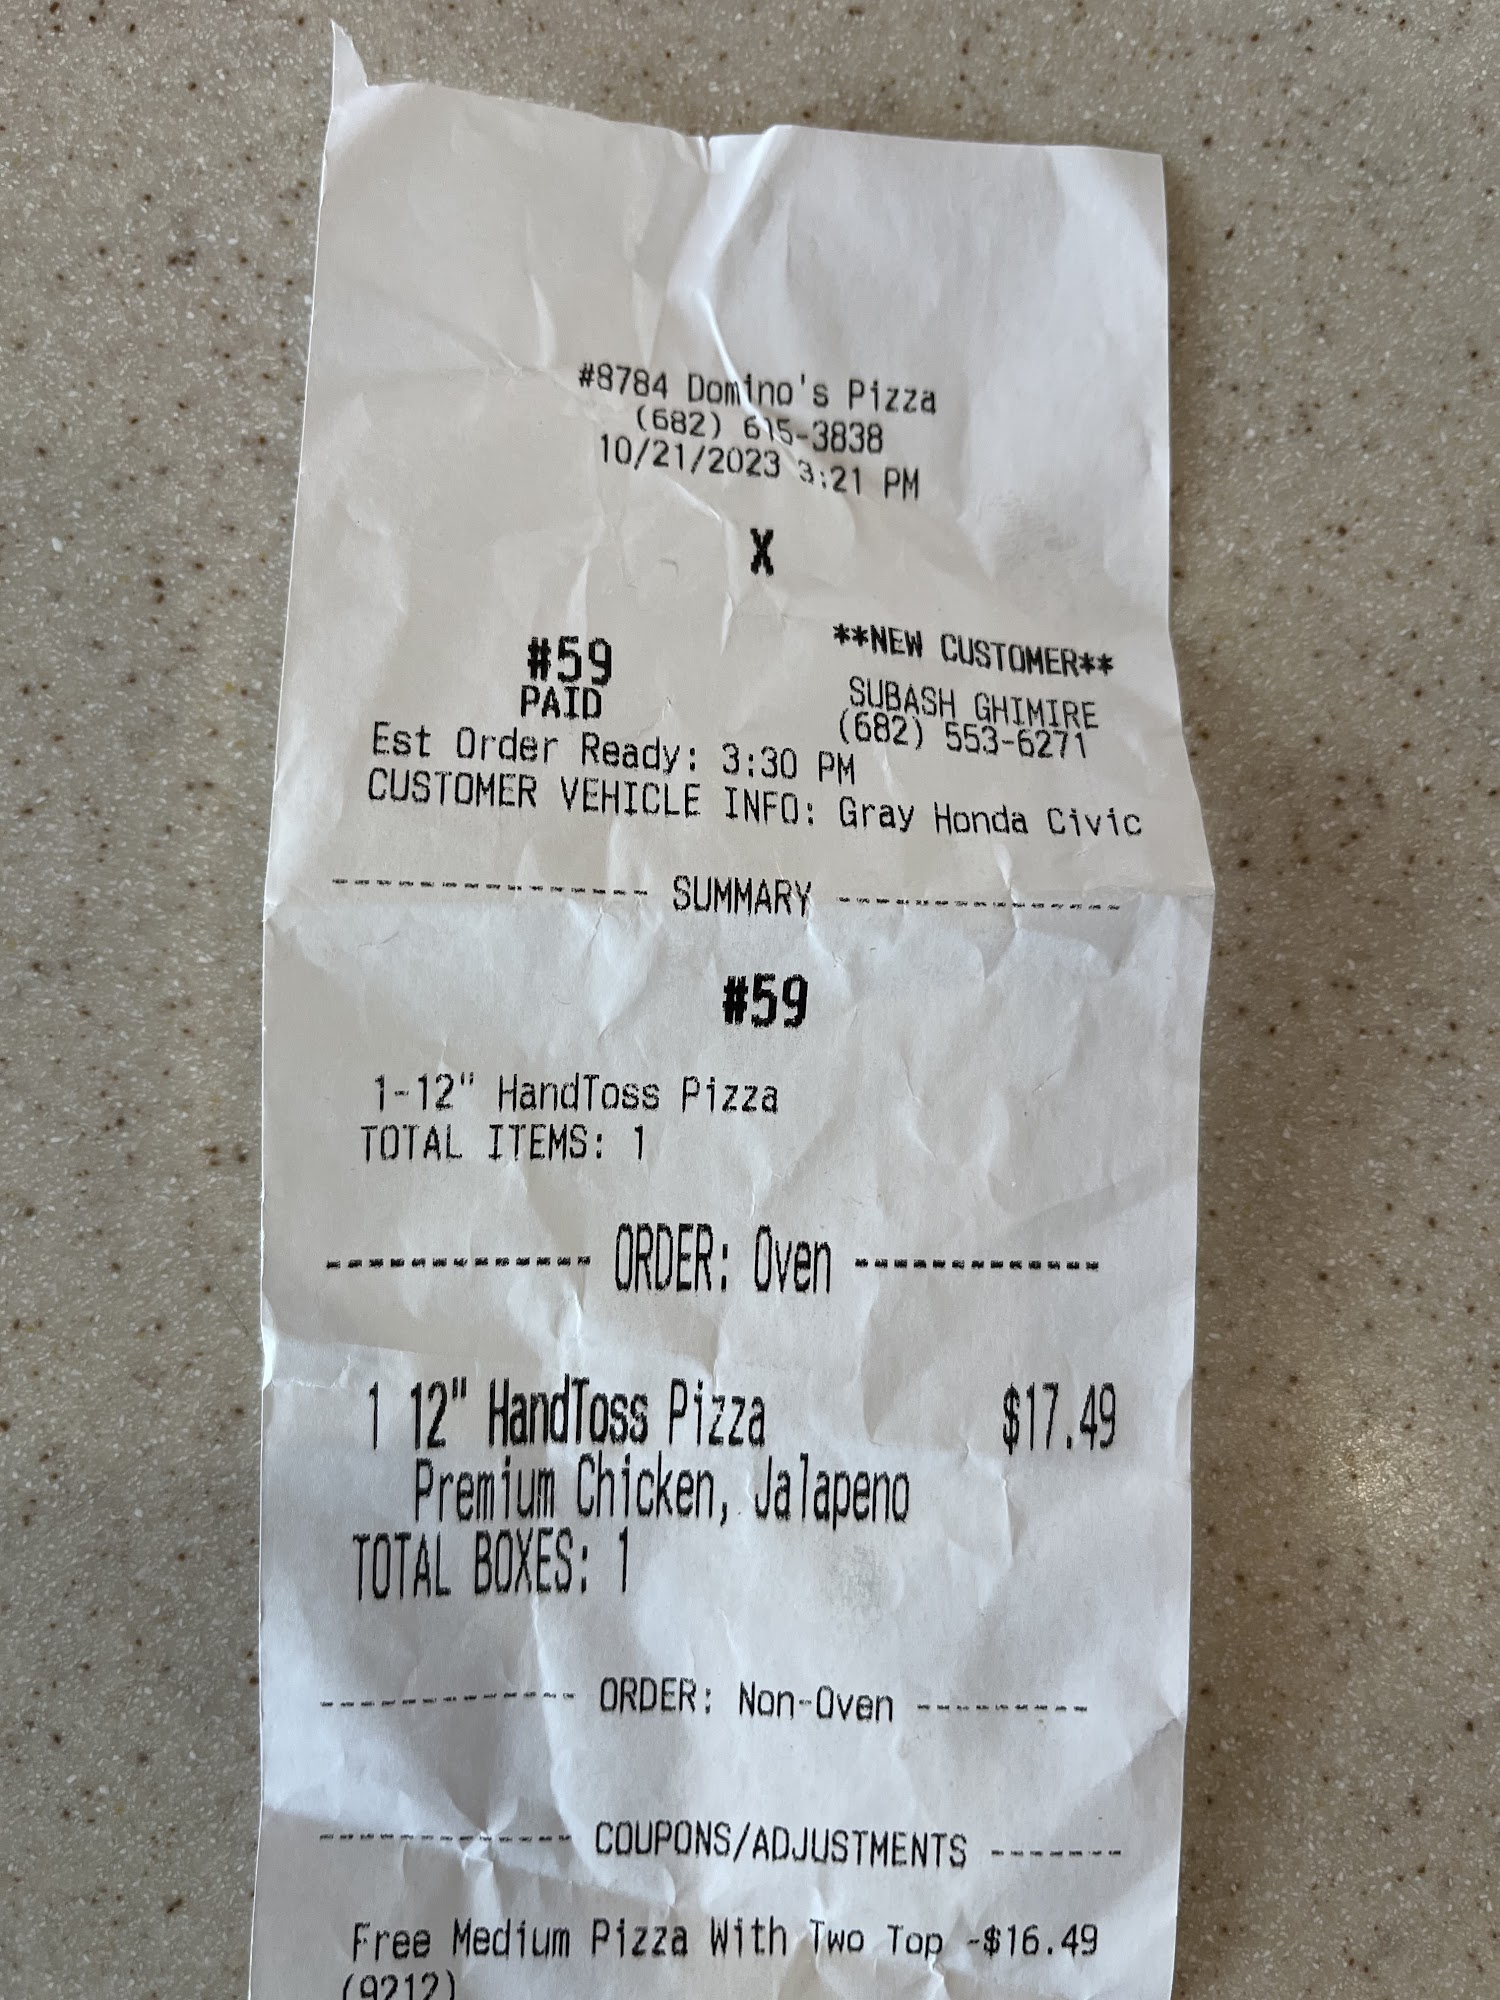 #8784 Domino's Pizza
(682) 615-3838
10/21/2023 3:21 PM
X
#59
PAID
**NEW CUSTOMER**
SUBASH GHIMIRE
(682) 553-6271
Est Order Ready: 3:30 PM
CUSTOMER VEHICLE INFO: Gray Honda Civic
----------------- SUMMARY -----------------
#59
1-12" HandToss Pizza
TOTAL ITEMS: 1
-------------- ORDER: Oven -------------
1 12" HandToss Pizza $17.49
Premium Chicken, Jalapeno
TOTAL BOXES: 1
-------------- ORDER: Non-Oven ----------
-------------- COUPONS/ADJUSTMENTS -------
Free Medium Pizza With Two Top -$16.49
(9212)